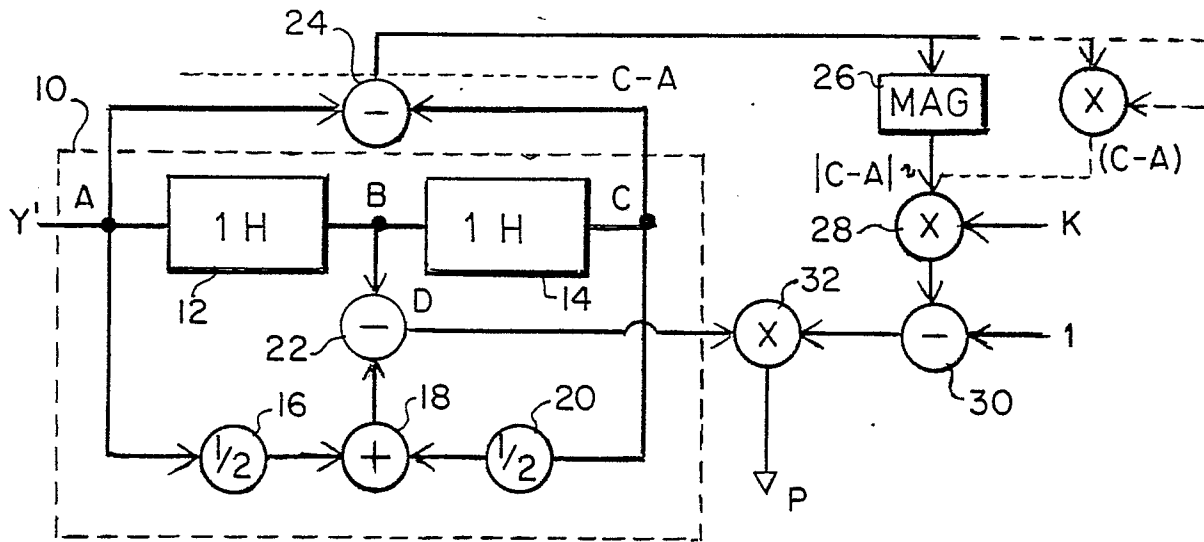 24
C-A
10
26
MAG
X
-
(C-A)
A
B
C
|C-A|
Y'
1 H
1 H
28
X
K
12
14
32
D
22
-
X
-
1
30
16
18
20
1/2
+
1/2
P